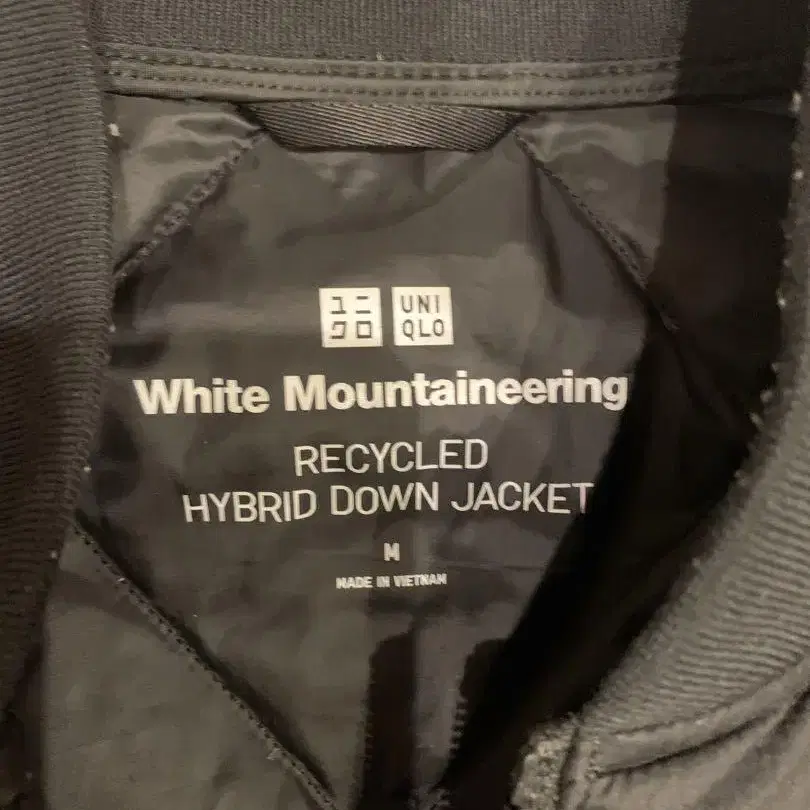 ユニ UNI
クロ QLO
White Mountaineering
RECYCLED
HYBRID DOWN JACKET
M
MADE IN VIETNAM